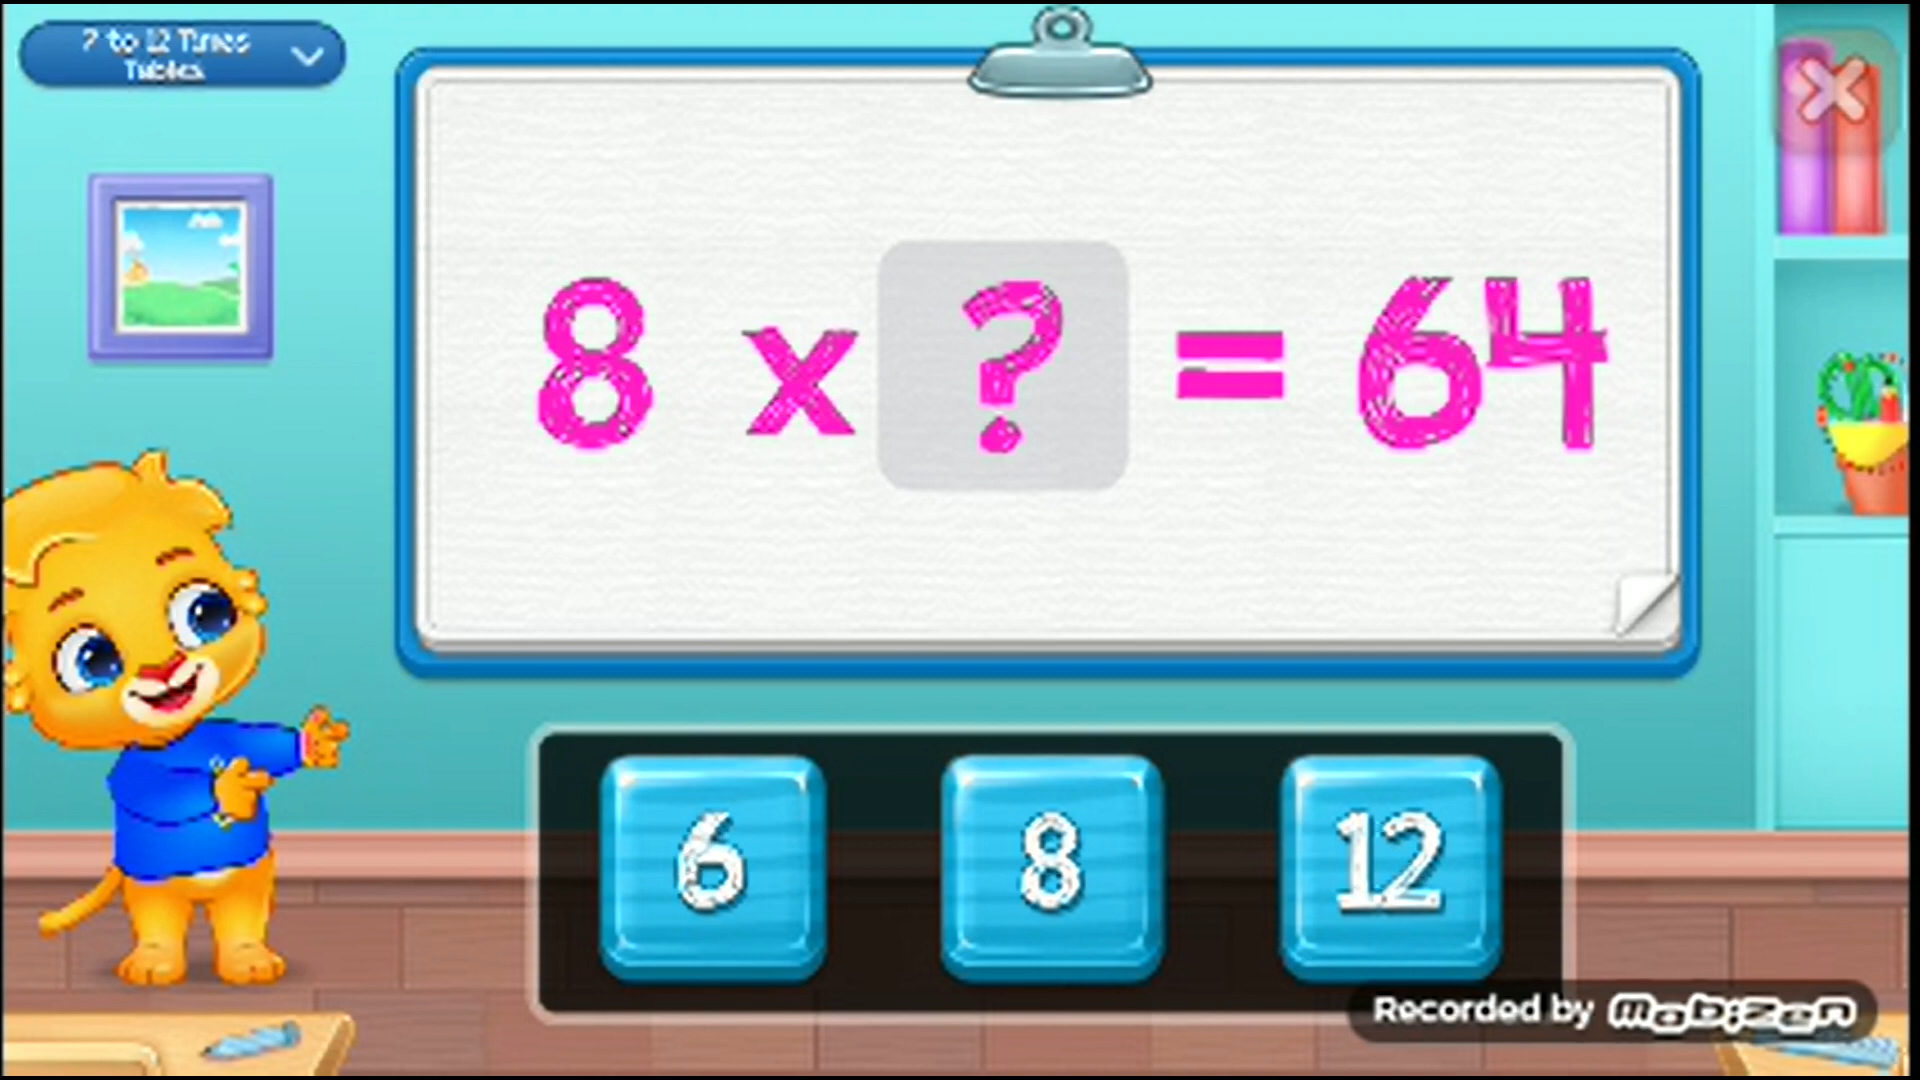 7 to 12 Times
Tables
8 x ? = 64
6 8 12
Recorded by mobizen